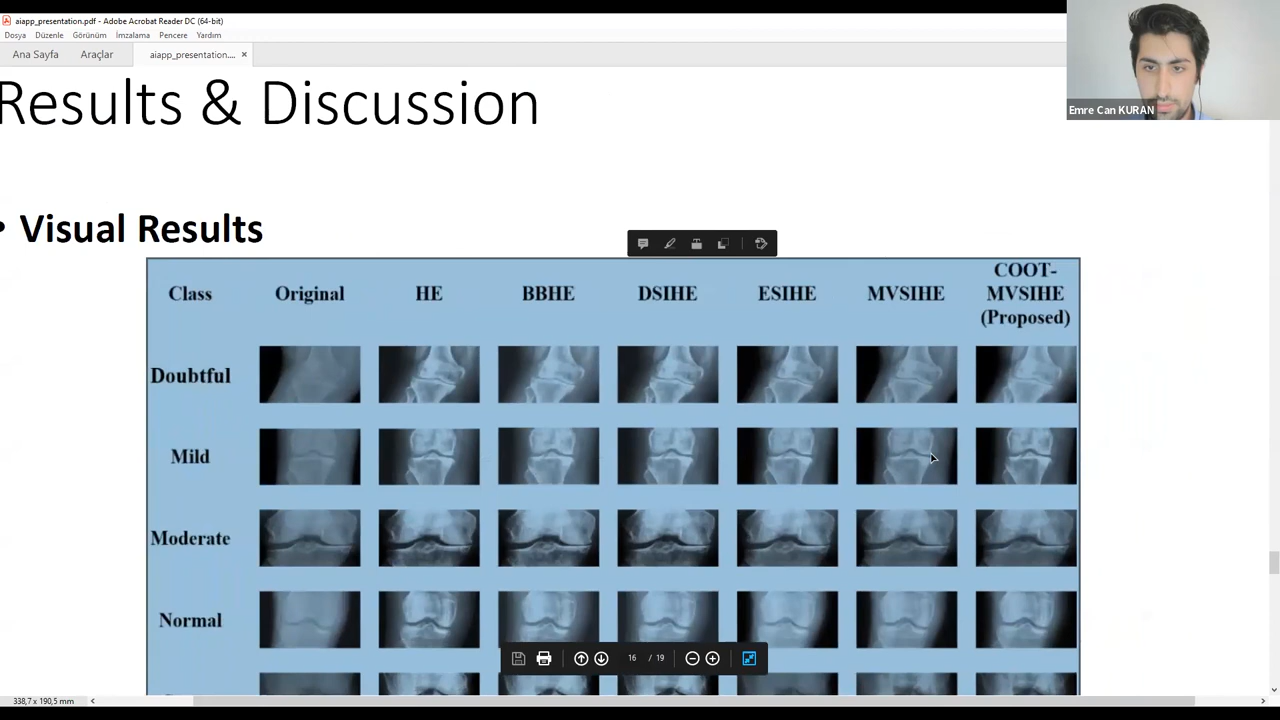 aiapp_presentation.pdf - Adobe Acrobat Reader DC (64-bit)
Dosya Düzenle Görünüm İmzalama Pencere Yardım
Ana Sayfa Araçlar aiapp_presentation.... ×
Emre Can KURAN
Results & Discussion
• Visual Results
Class Original HE BBHE DSIHE ESIHE MVSIHE COOT-
MVSIHE
(Proposed)
Doubtful
Mild
Moderate
Normal
16 / 19
338,7 x 190,5 mm